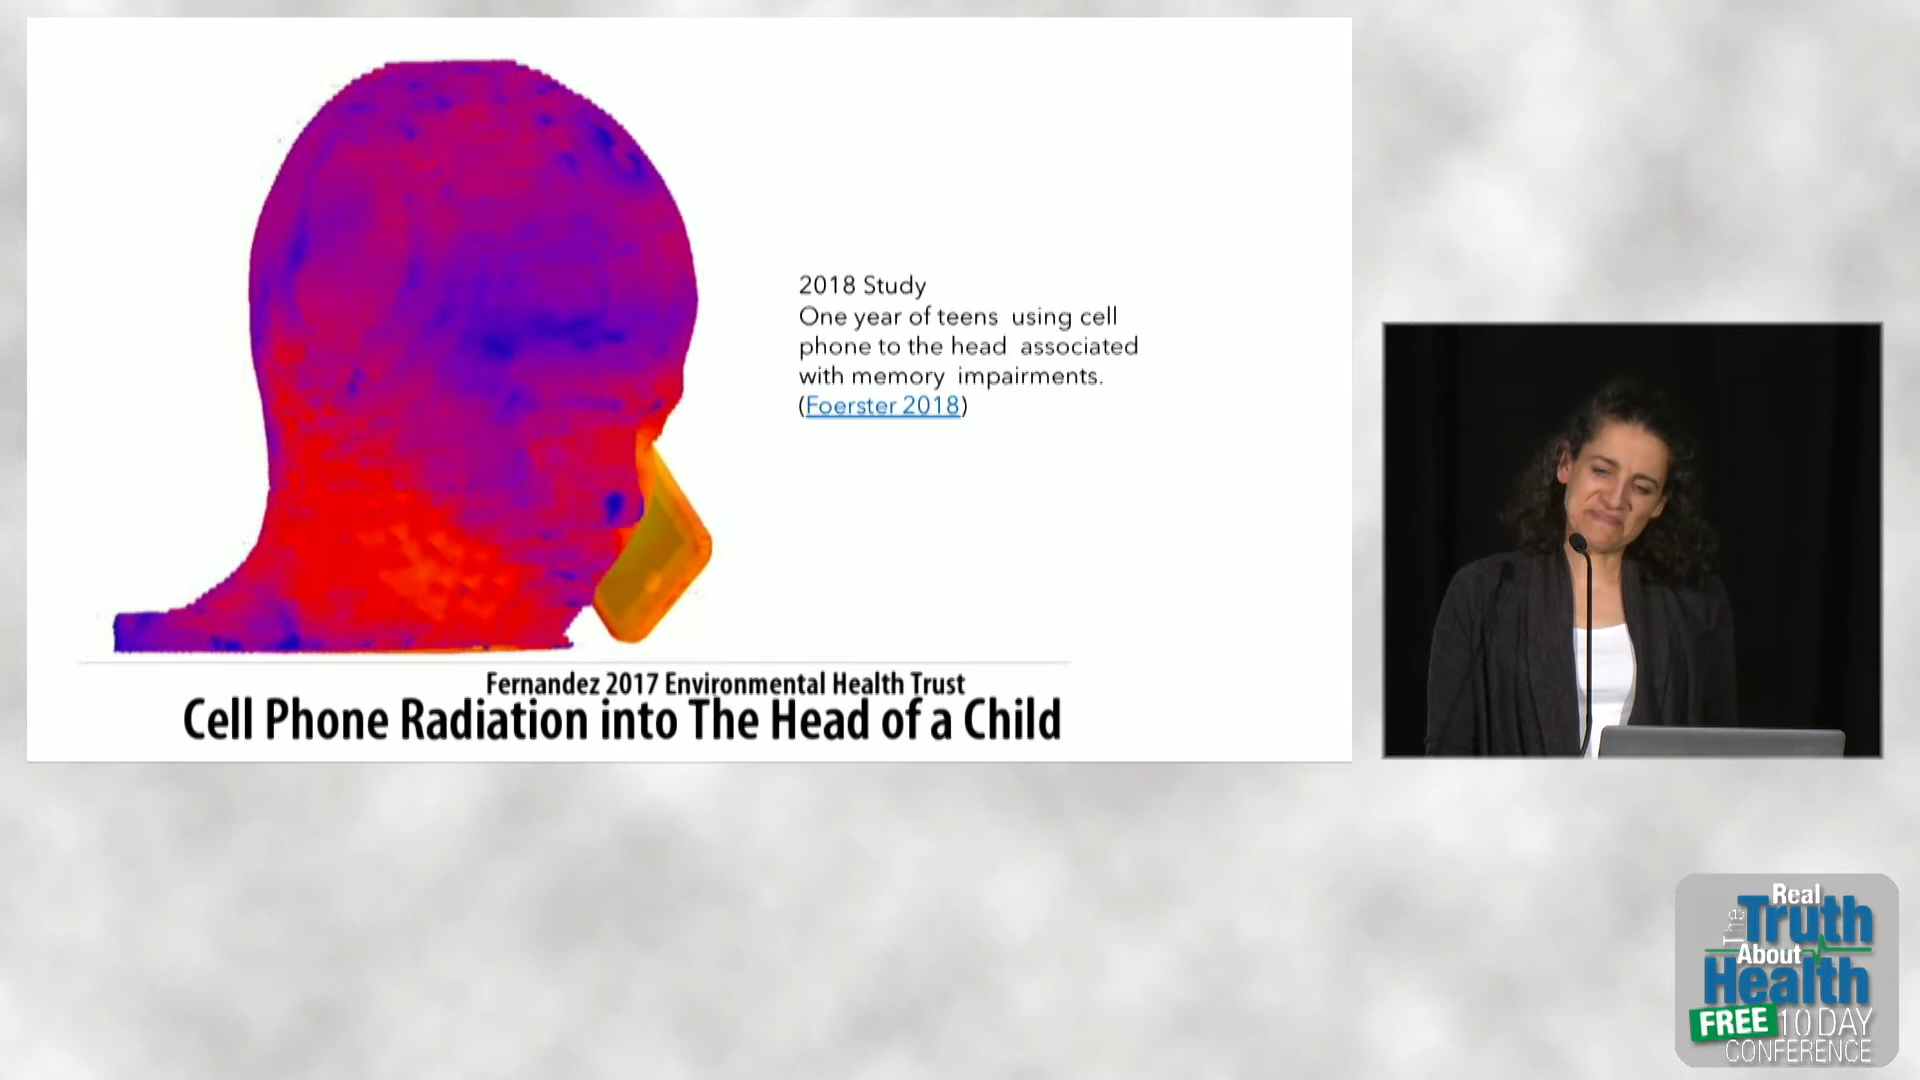 2018 Study
One year of teens using cell
phone to the head associated
with memory impairments.
(Foerster 2018)
Fernandez 2017 Environmental Health Trust
Cell Phone Radiation into The Head of a Child
The Real
Truth
About
Health
FREE 10 DAY
CONFERENCE